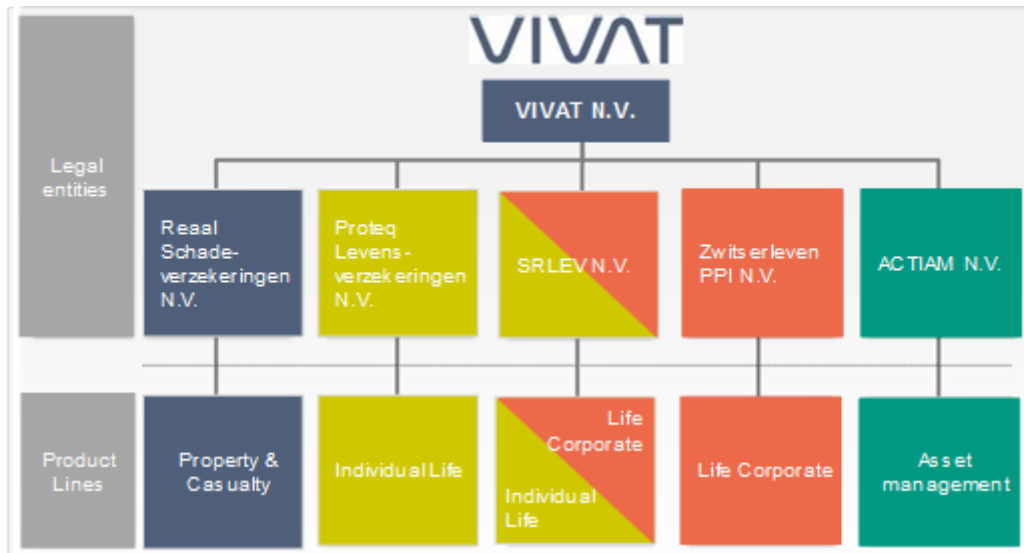 VIVAT
VIVAT N.V.
Legal
entities
Reaal
Schade-
verzekeringen
N.V.
Proteq
Levens-
verzekeringen
N.V.
SRLEV N.V.
Zwitserleven
PPI N.V.
ACTIAM N.V.
Product
Lines
Property &
Casualty
Individual Life
Life
Corporate
Individual
Life
Life Corporate
Asset
management